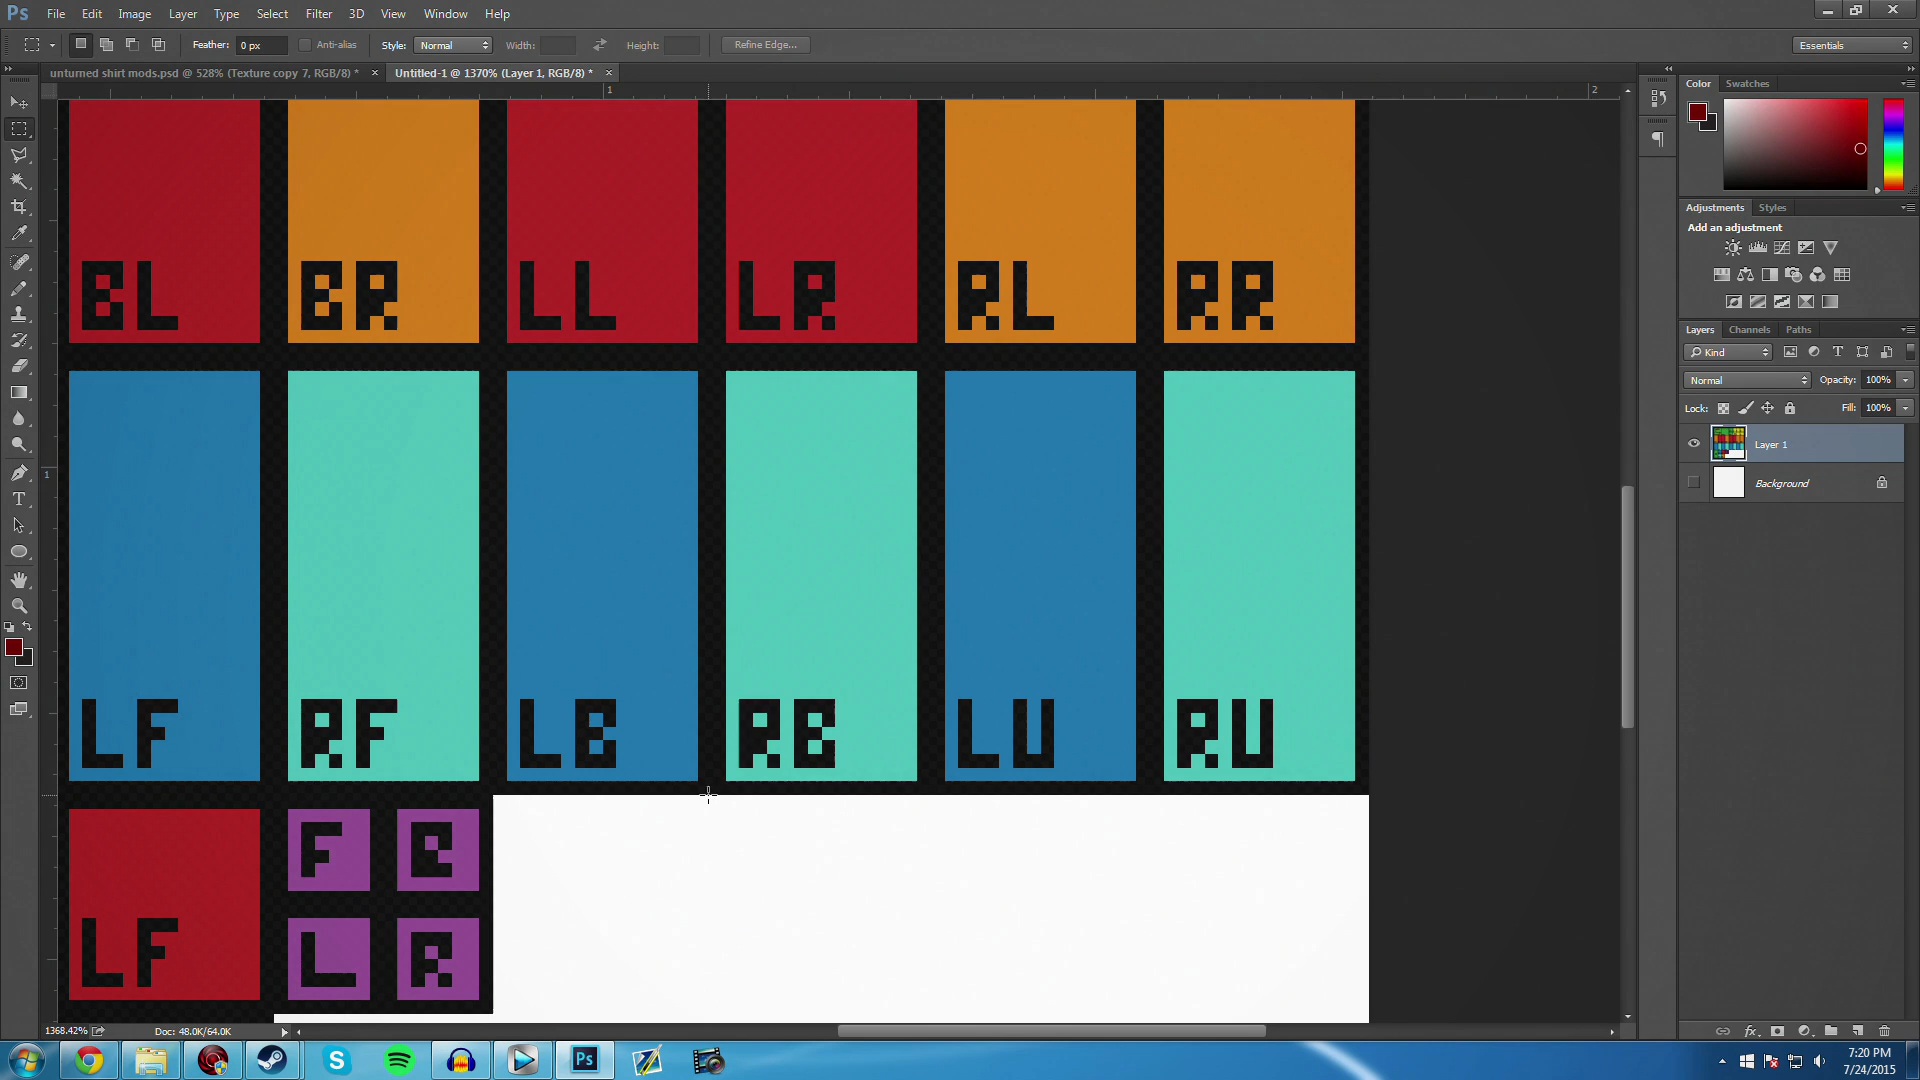 Ps File Edit Image Layer Type Select Filter 3D View Window Help
Feather: 0 px Anti-alias Style: Normal Width: Height: Refine Edge... Essentials
unturned shirt mods.psd @ 528% (Texture copy 7, RGB/8) * × Untitled-1 @ 1370% (Layer 1, RGB/8) * ×
1 2
Color Swatches
Adjustments Styles
Add an adjustment
BL BR LL LR RL RR
Layers Channels Paths
Kind
Normal Opacity: 100%
Lock: Fill: 100%
Layer 1
Background
1
LF RF LB RB LU RU
F B
LF L R
1368.42% Doc: 48.0K/64.0K
Ps
7:20 PM
7/24/2015